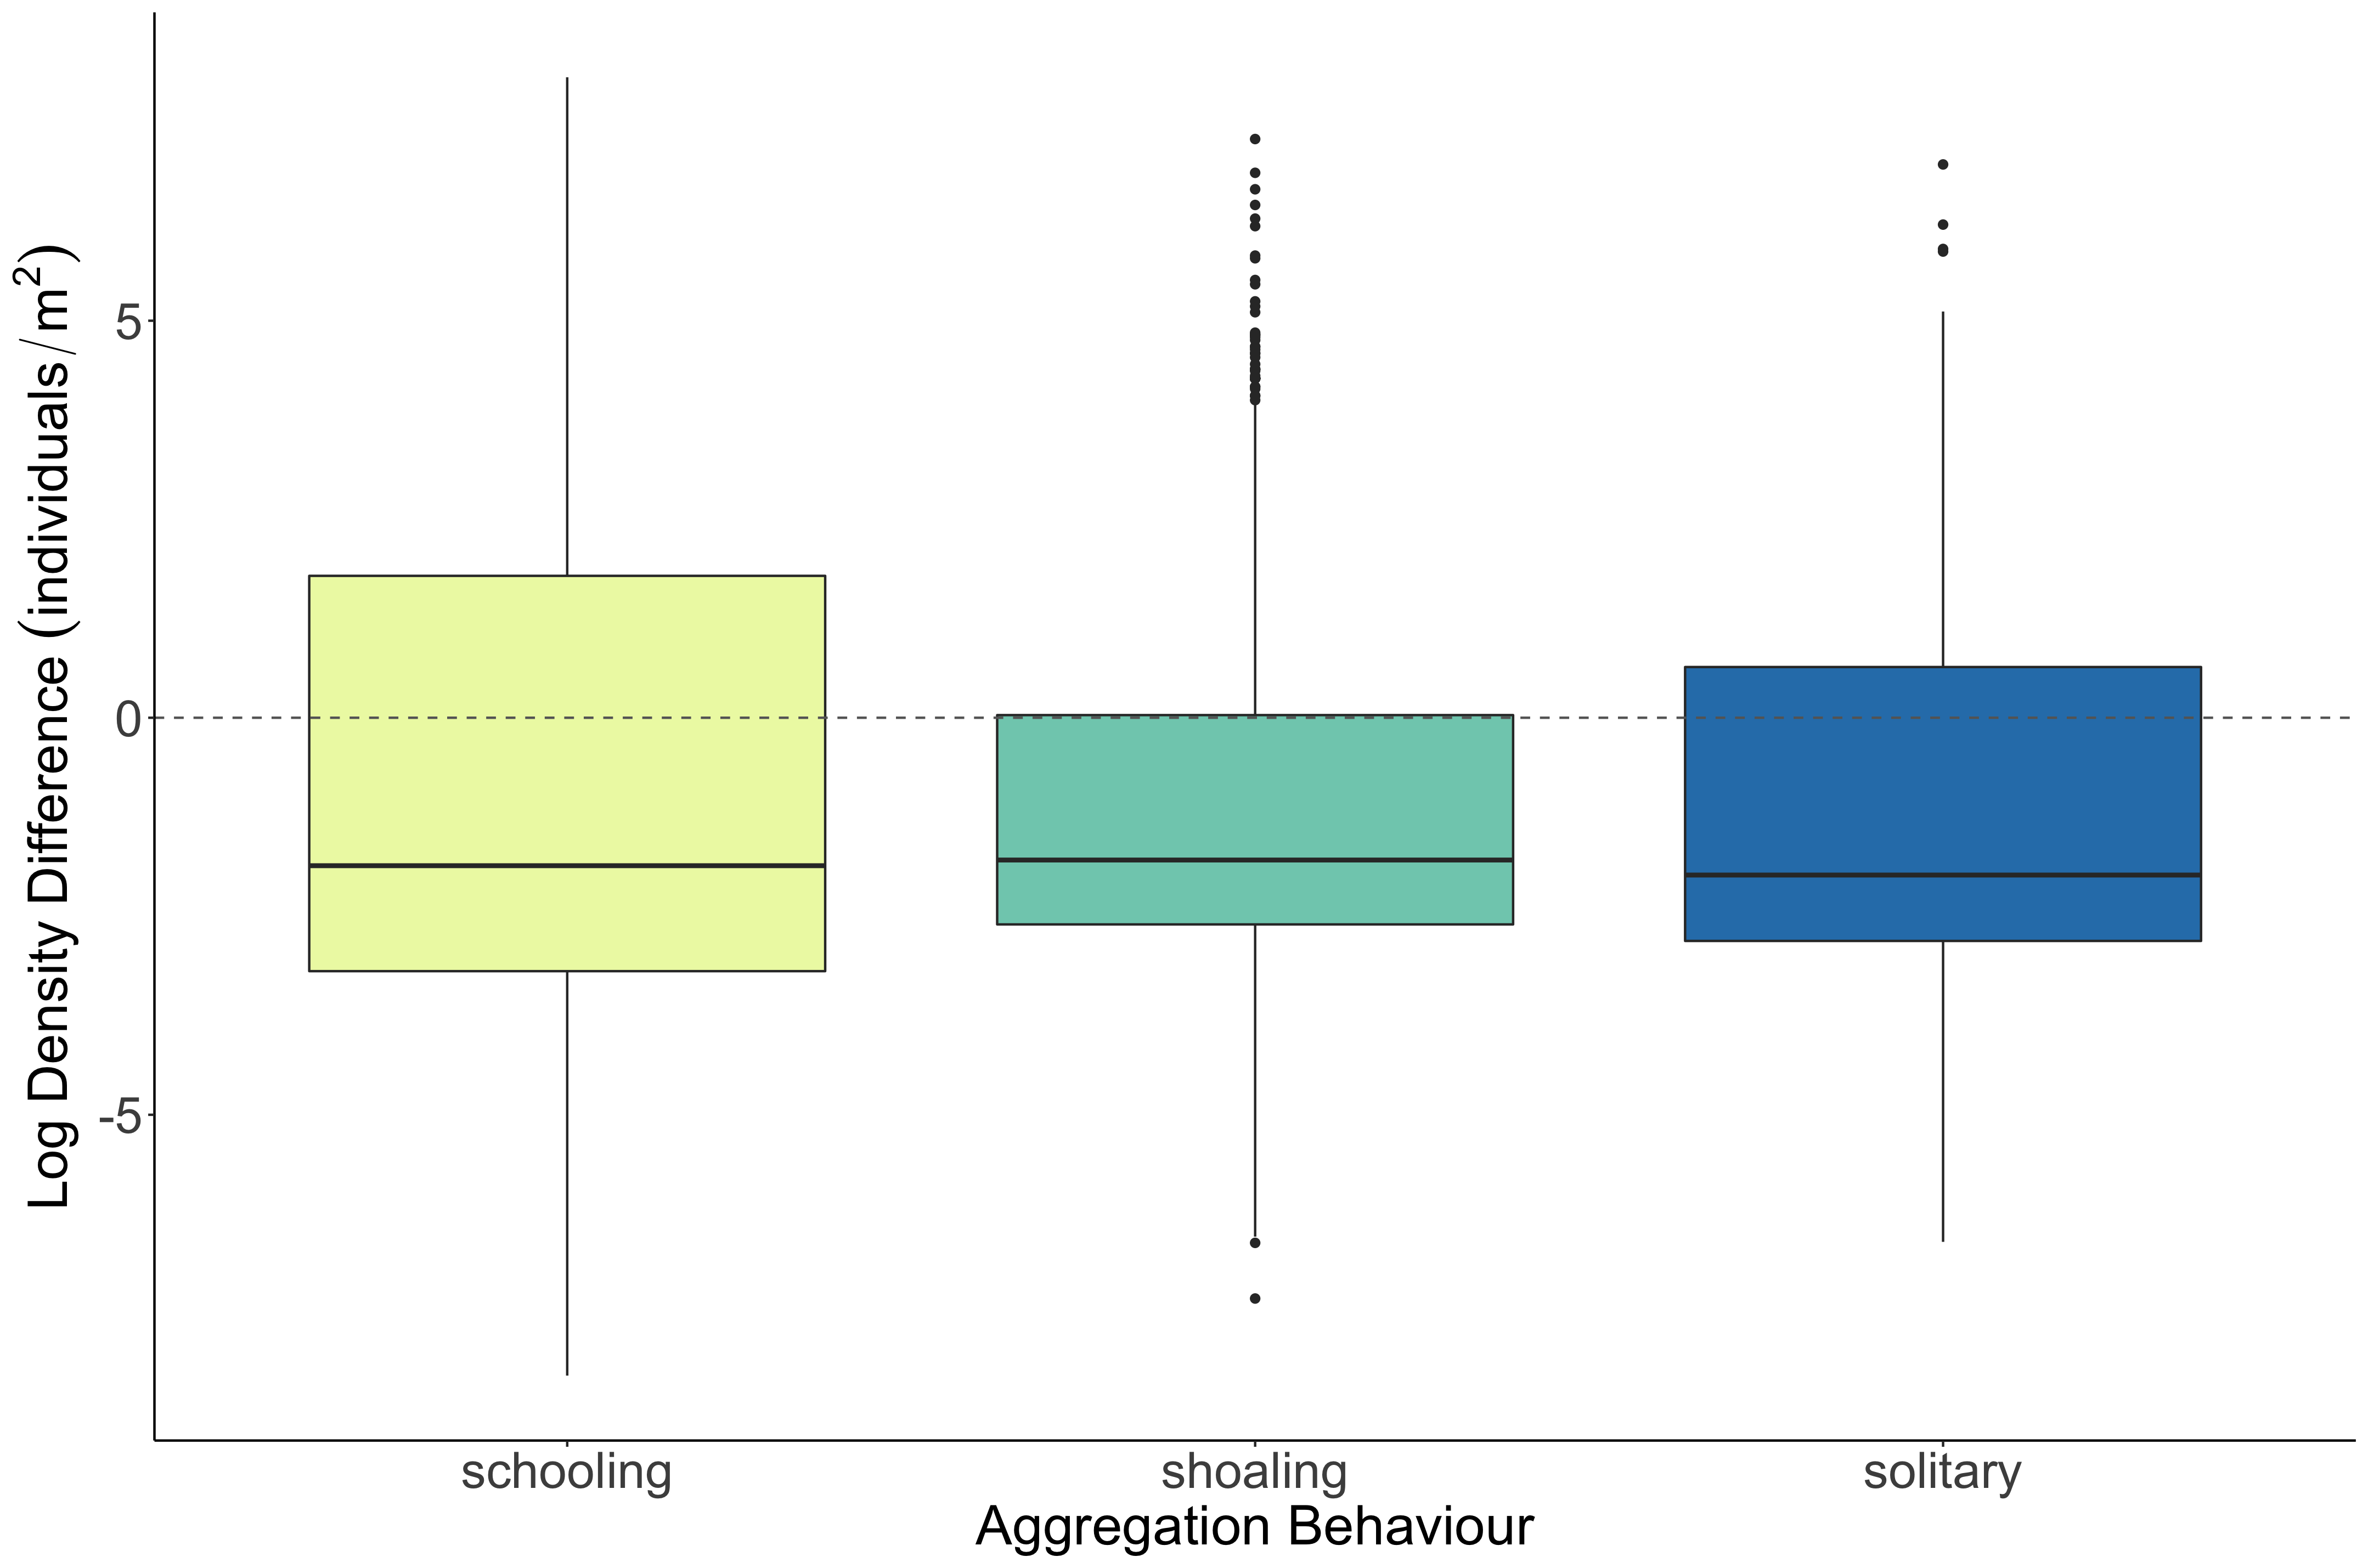 Log Density Difference (individuals/m²)
5
0
-5
schooling
shoaling
solitary
Aggregation Behaviour